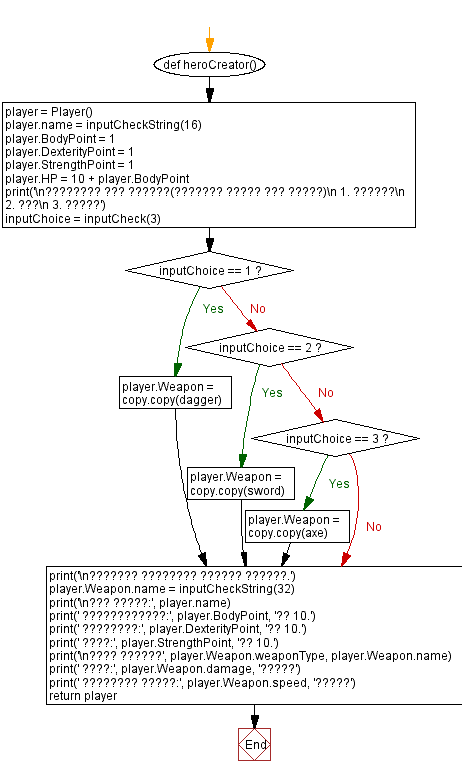 def heroCreator()
player = Player()
player.name = inputCheckString(16)
player.BodyPoint = 1
player.DexterityPoint = 1
player.StrengthPoint = 1
player.HP = 10 + player.BodyPoint
print('\n???????? ??? ??????(??????? ????? ??? ?????)\n 1. ??????\n
2. ???\n 3. ?????')
inputChoice = inputCheck(3)
inputChoice == 1 ?
Yes
No
inputChoice == 2 ?
player.Weapon =
copy.copy(dagger)
Yes
No
inputChoice == 3 ?
player.Weapon =
copy.copy(sword)
Yes
No
player.Weapon =
copy.copy(axe)
print('\n??????? ???????? ?????? ??????.')
player.Weapon.name = inputCheckString(32)
print('\n??? ?????:', player.name)
print(' ????????????:', player.BodyPoint, '?? 10.')
print(' ????????:', player.DexterityPoint, '?? 10.')
print(' ????:', player.StrengthPoint, '?? 10.')
print('\n???? ??????', player.Weapon.weaponType, player.Weapon.name)
print(' ????:', player.Weapon.damage, '?????')
print(' ???????? ?????:', player.Weapon.speed, '?????')
return player
End